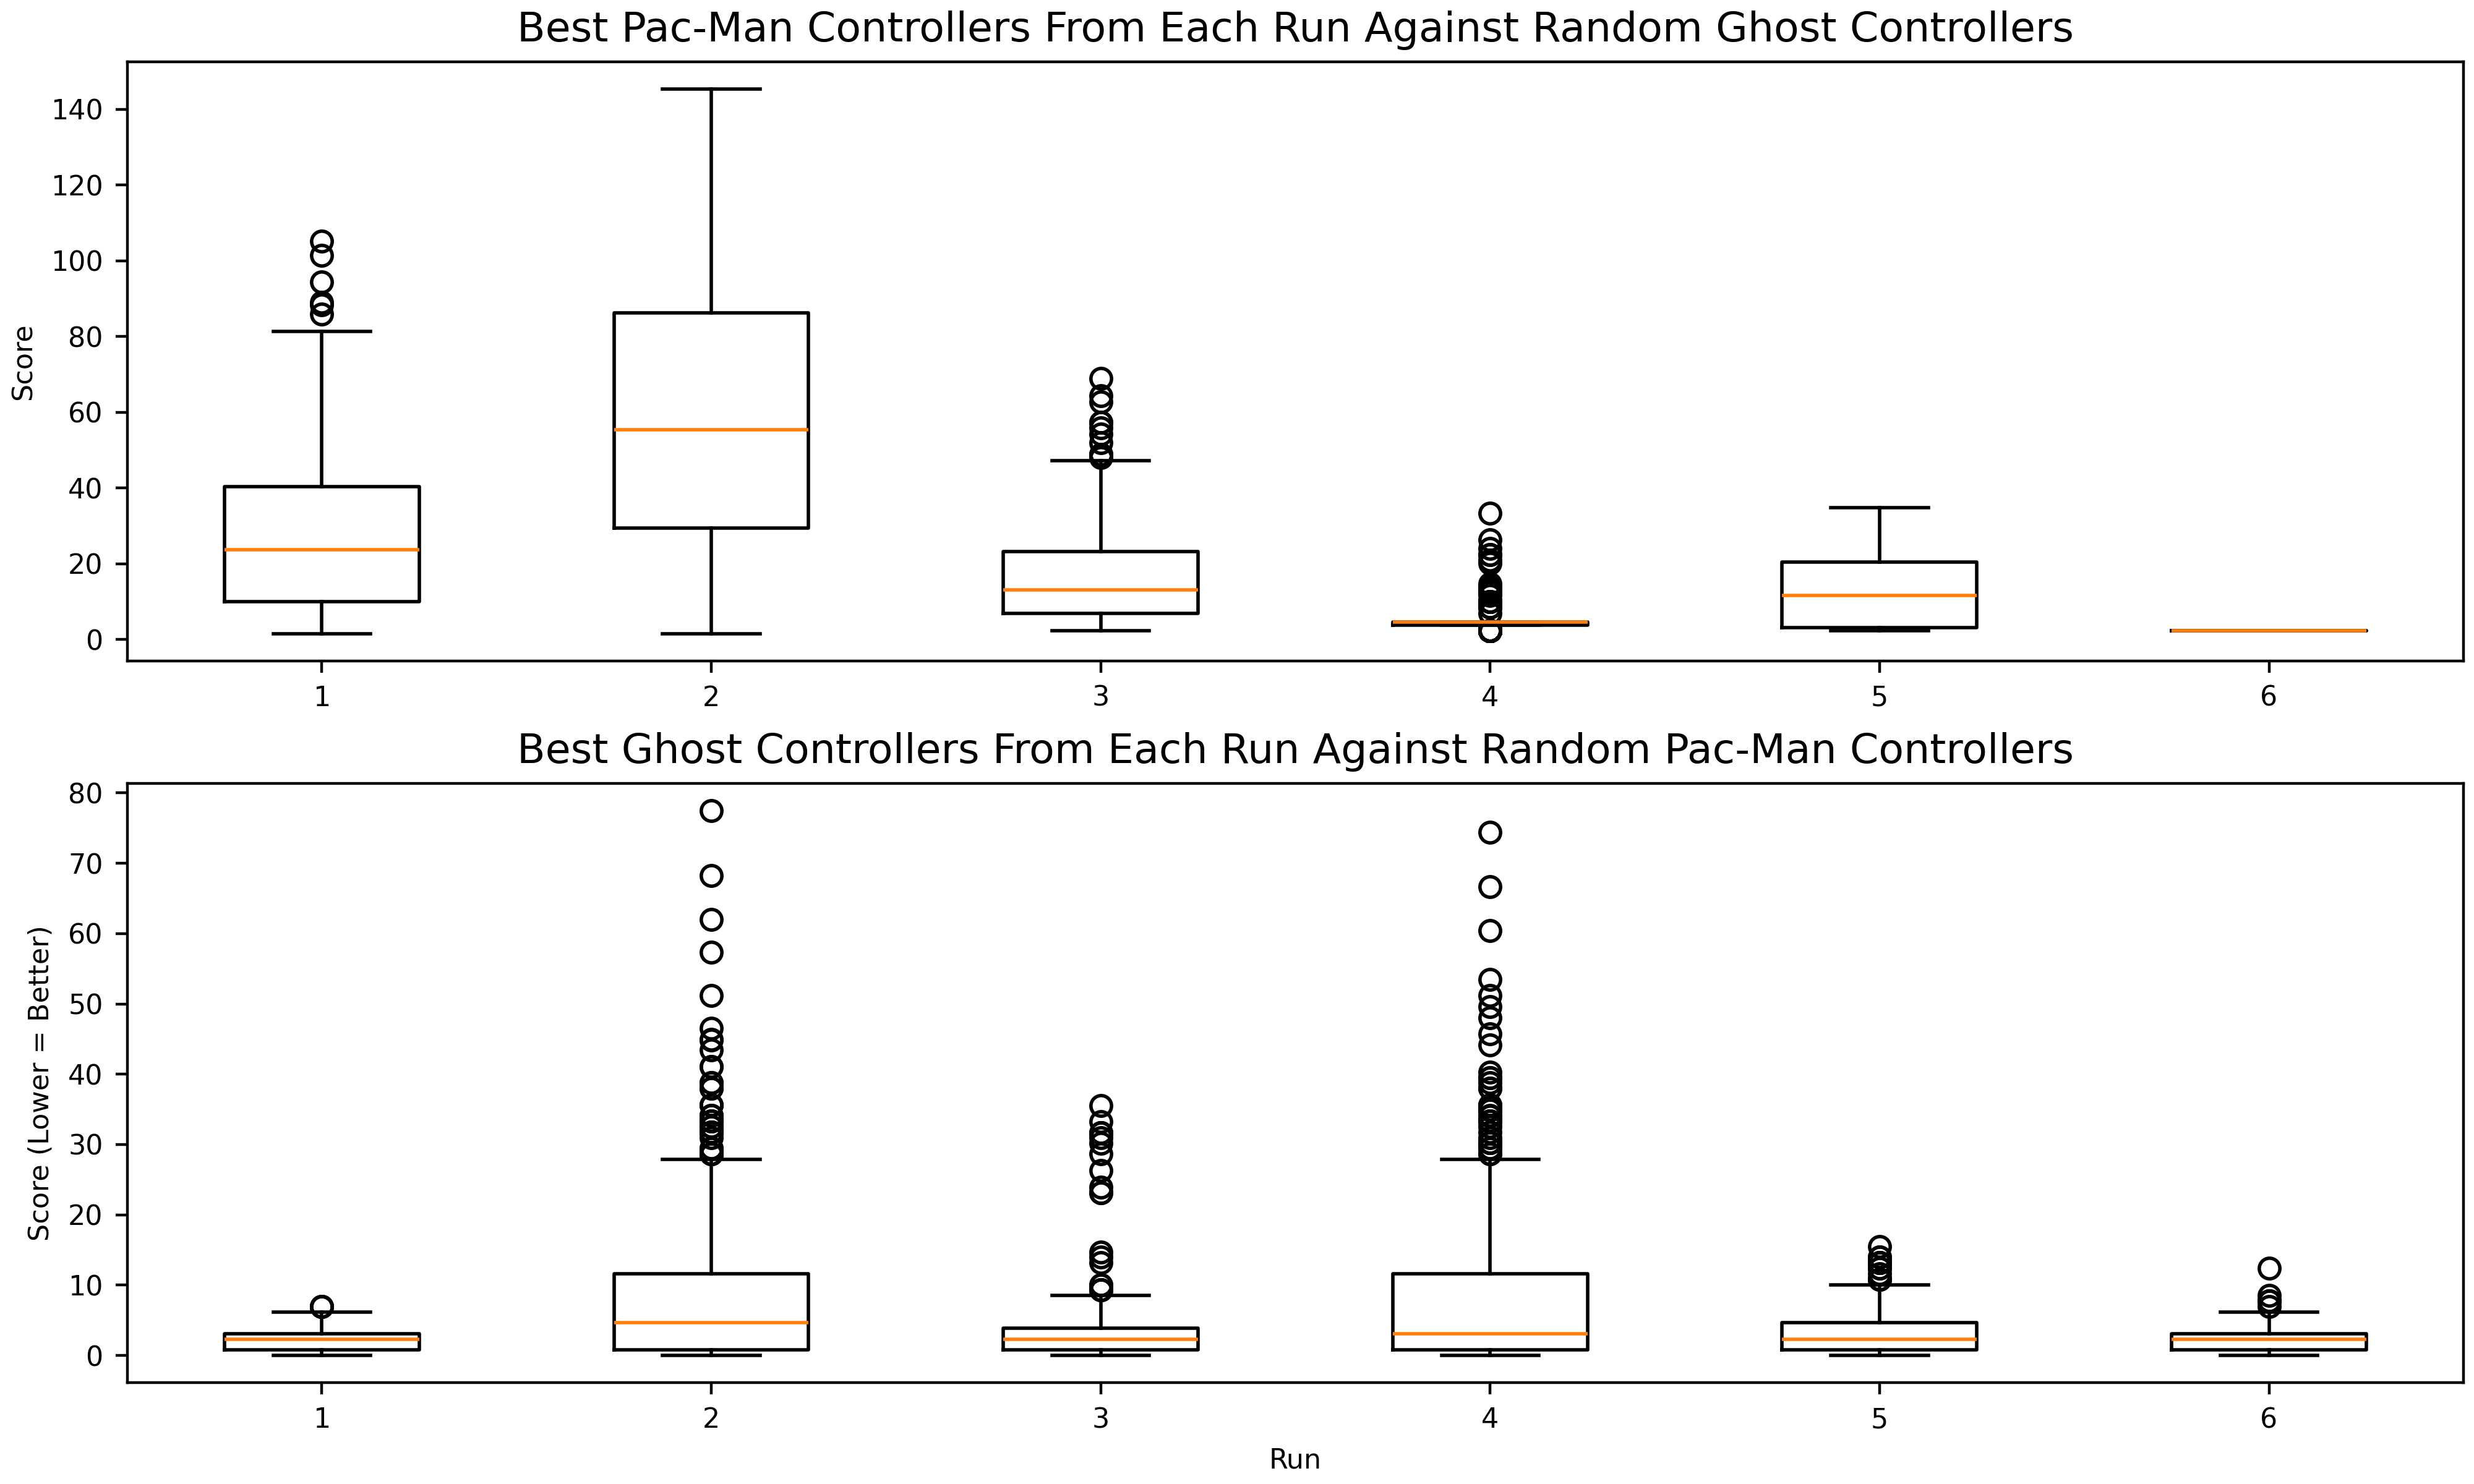 Best Pac-Man Controllers From Each Run Against Random Ghost Controllers
Score
140
120
100
80
60
40
20
0
1 2 3 4 5 6
Best Ghost Controllers From Each Run Against Random Pac-Man Controllers
Score (Lower = Better)
80
70
60
50
40
30
20
10
0
1 2 3 4 5 6
Run